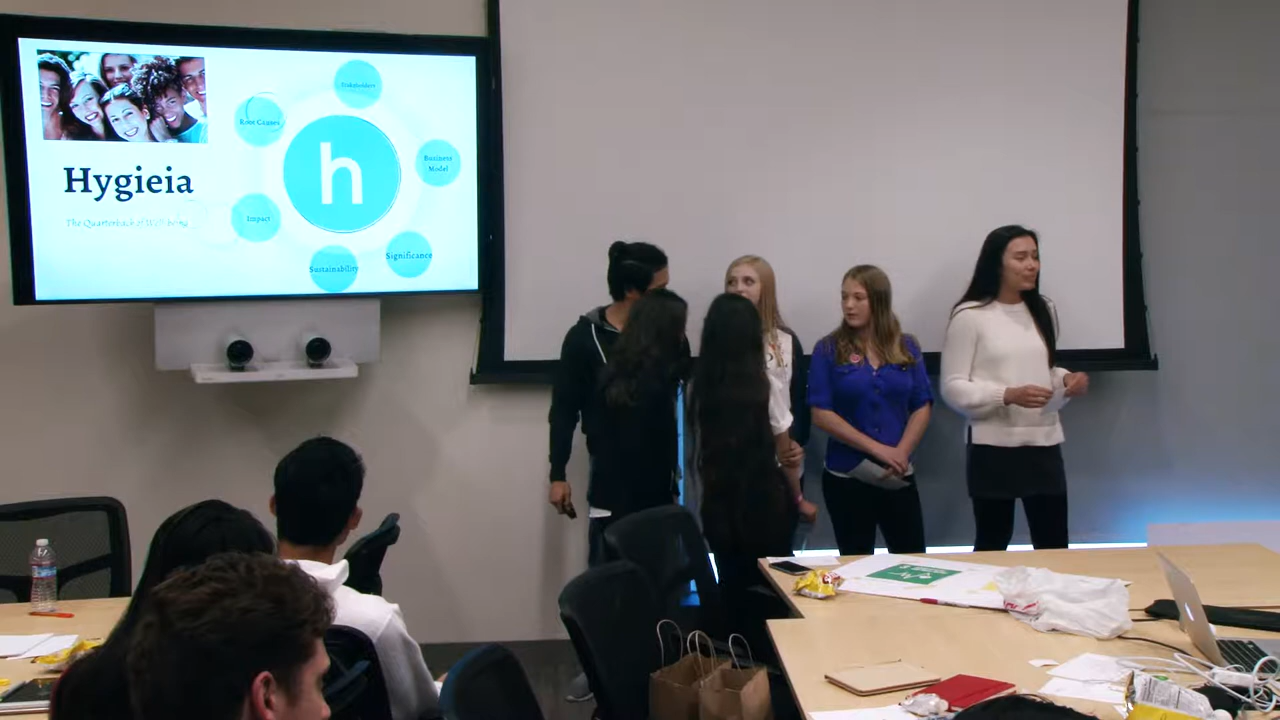 Hygieia
The Quarterback of Well-being
Stakeholders
Root Causes
h
Business
Model
Impact
Significance
Sustainability